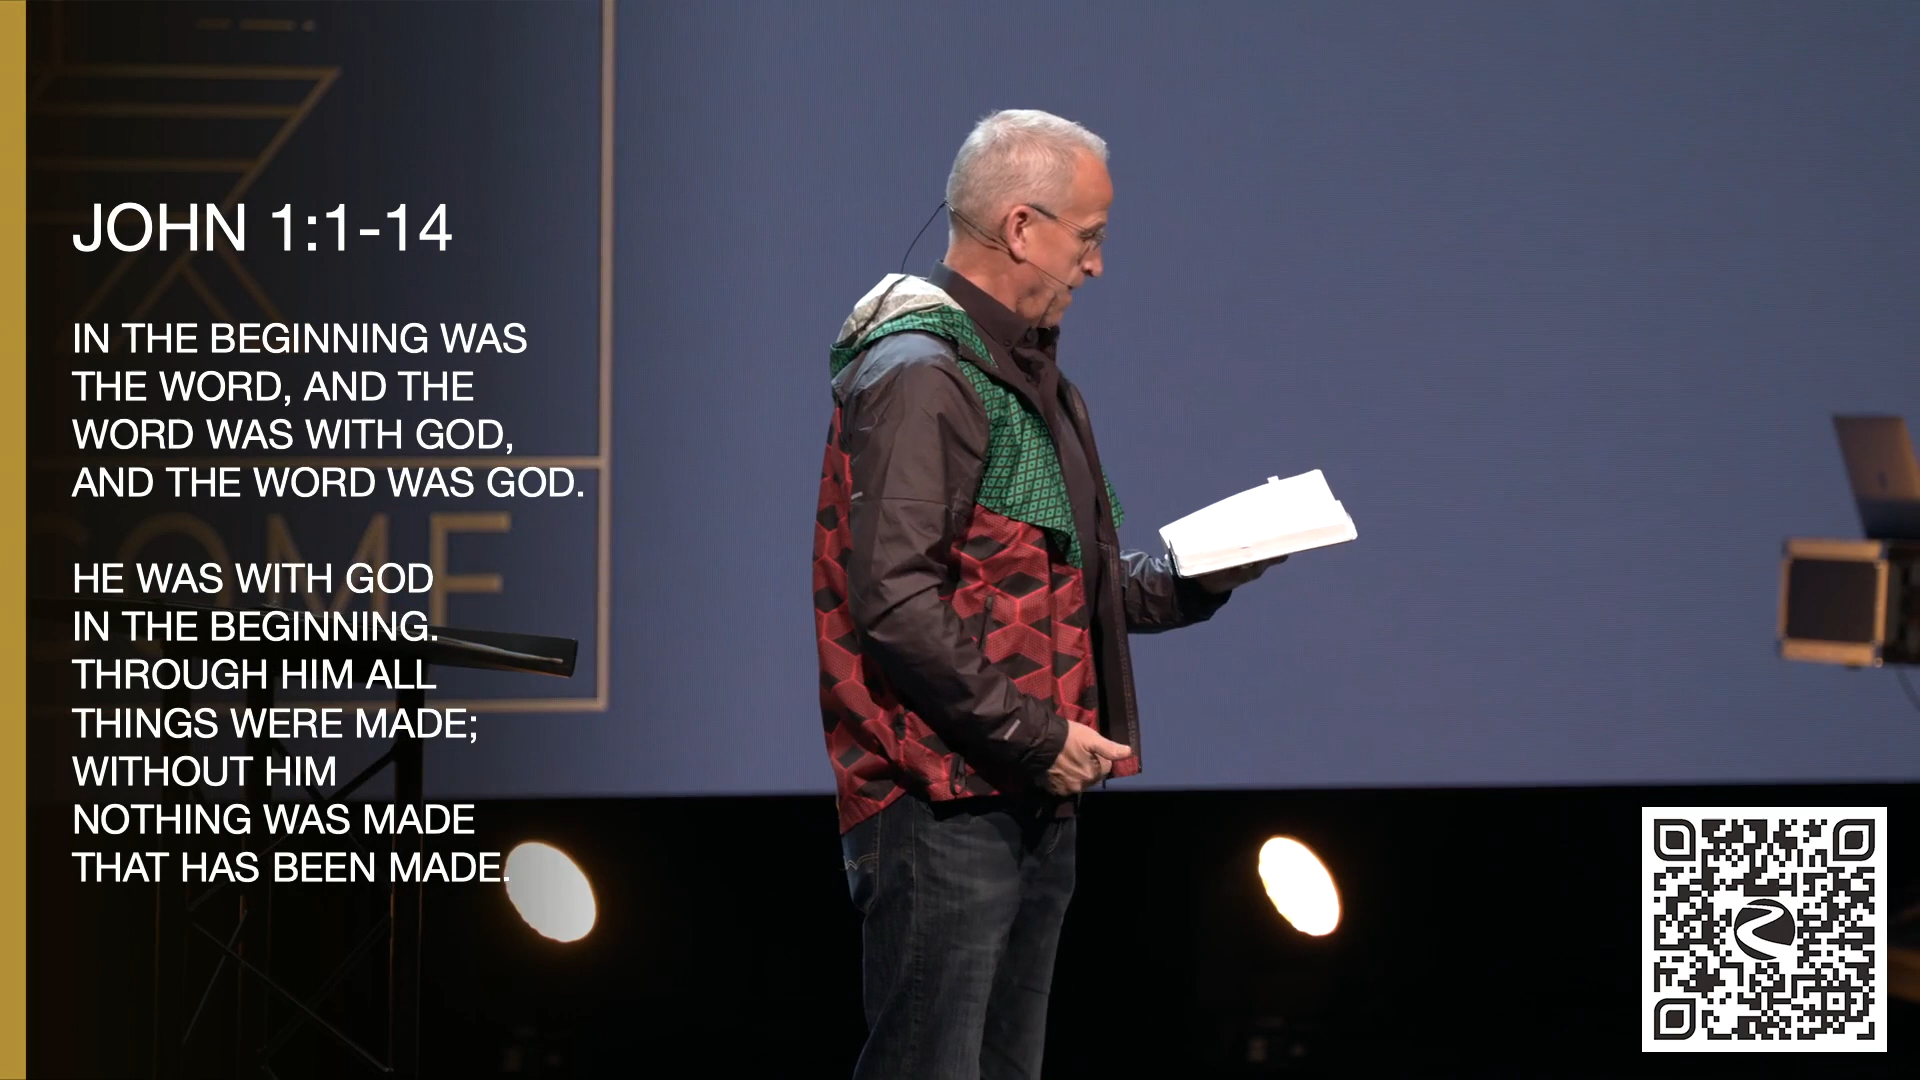 JOHN 1:1-14
IN THE BEGINNING WAS
THE WORD, AND THE
WORD WAS WITH GOD,
AND THE WORD WAS GOD.
HE WAS WITH GOD
IN THE BEGINNING.
THROUGH HIM ALL
THINGS WERE MADE;
WITHOUT HIM
NOTHING WAS MADE
THAT HAS BEEN MADE.